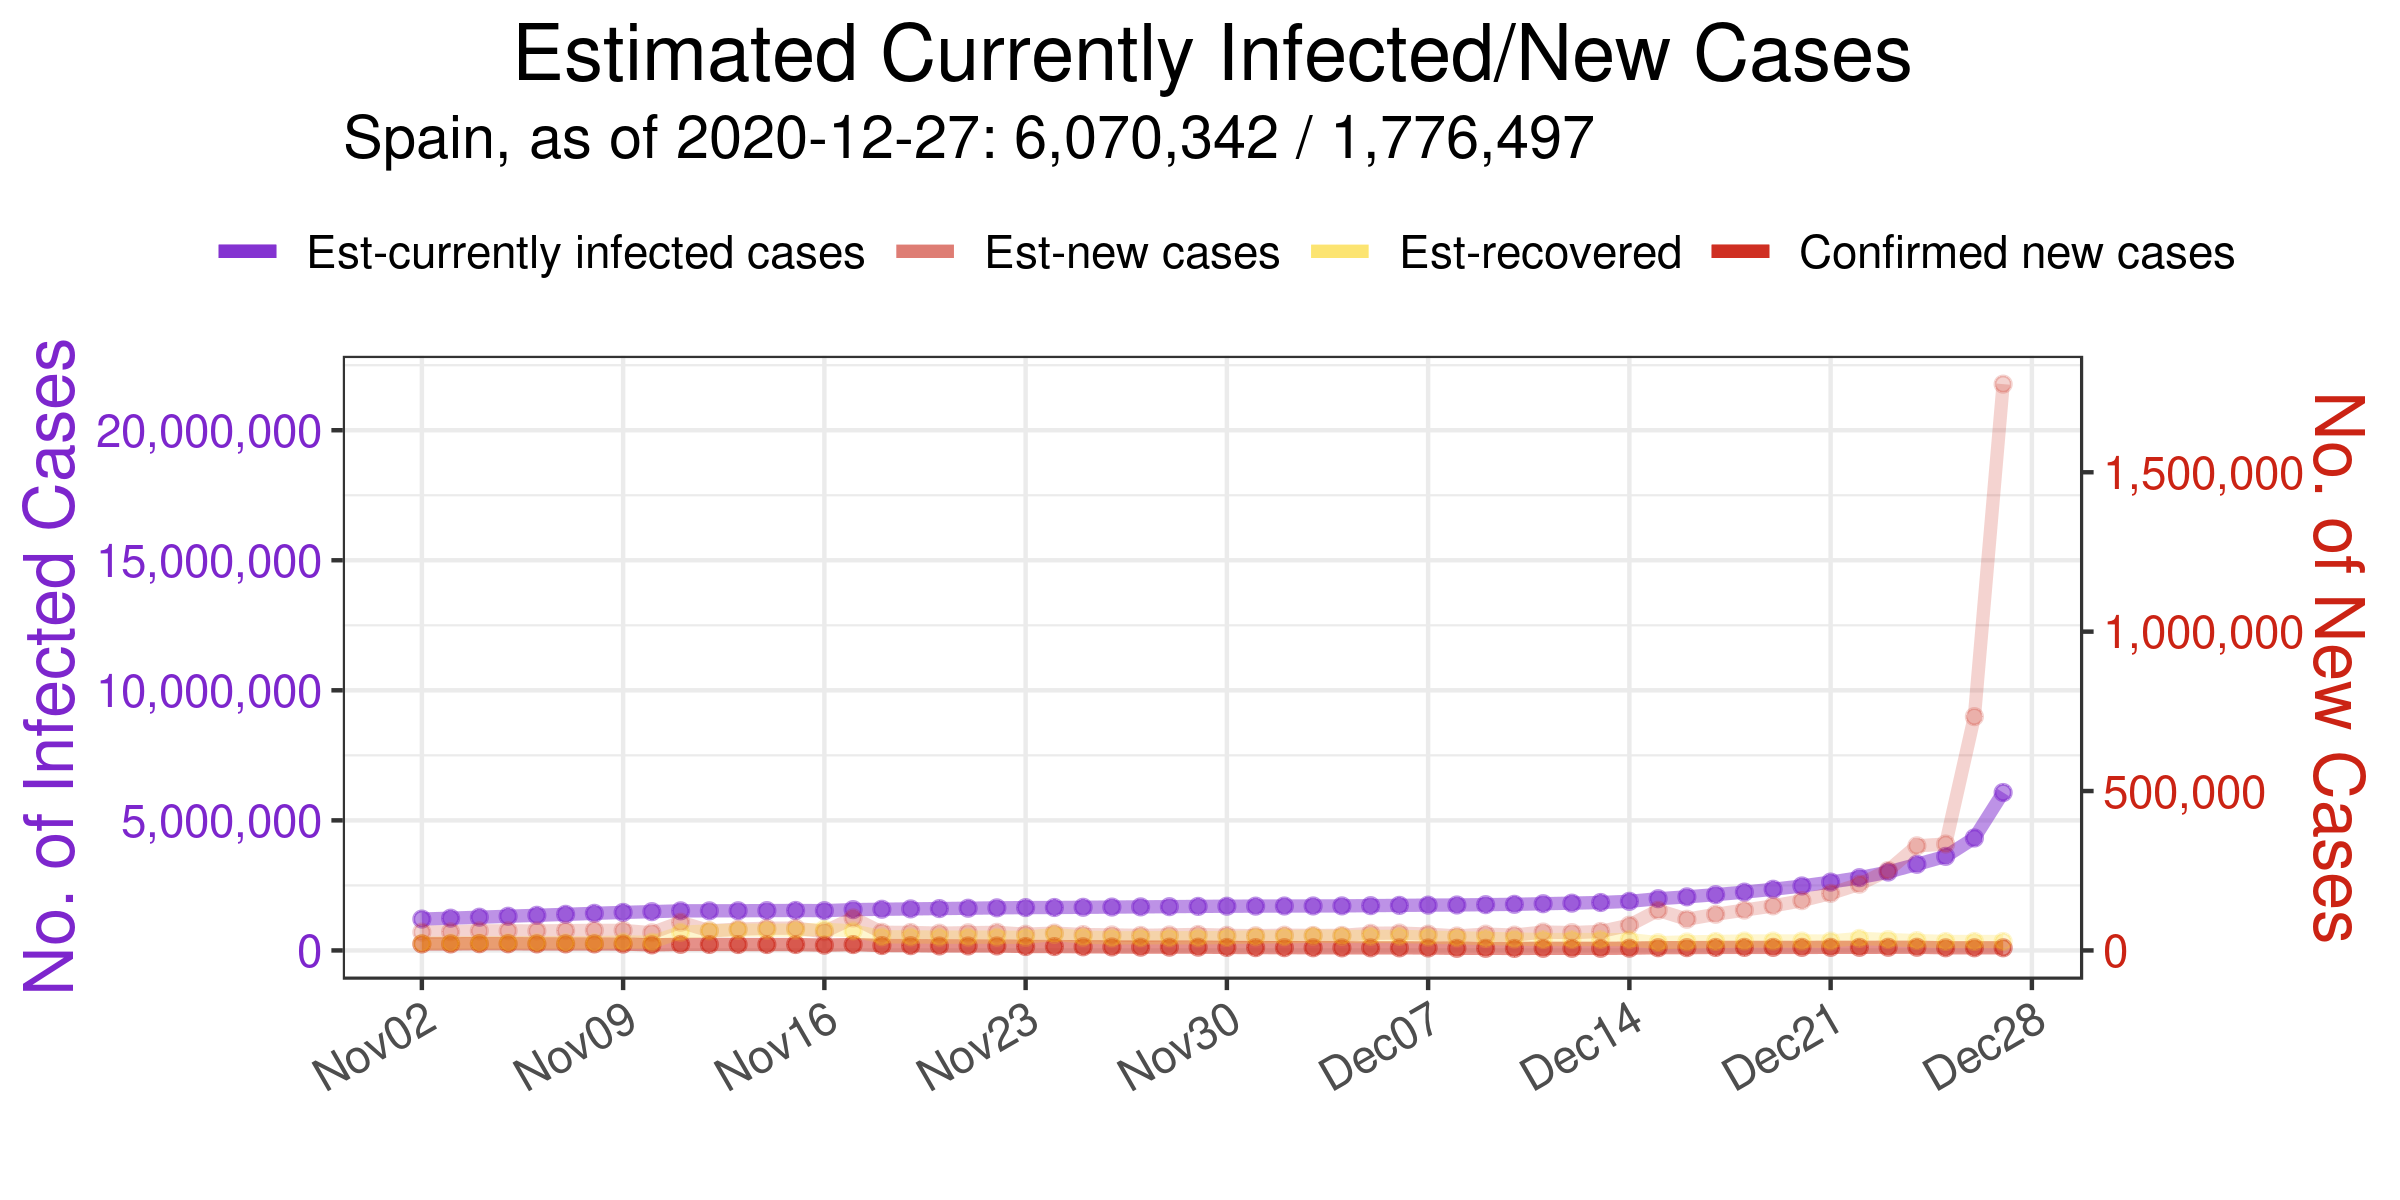 Estimated Currently Infected/New Cases
Spain, as of 2020-12-27: 6,070,342 / 1,776,497
Est-currently infected cases Est-new cases Est-recovered Confirmed new cases
No. of Infected Cases
20,000,000
15,000,000
10,000,000
5,000,000
0
1,500,000
1,000,000
500,000
0
No. of New Cases
Nov02 Nov09 Nov16 Nov23 Nov30 Dec07 Dec14 Dec21 Dec28